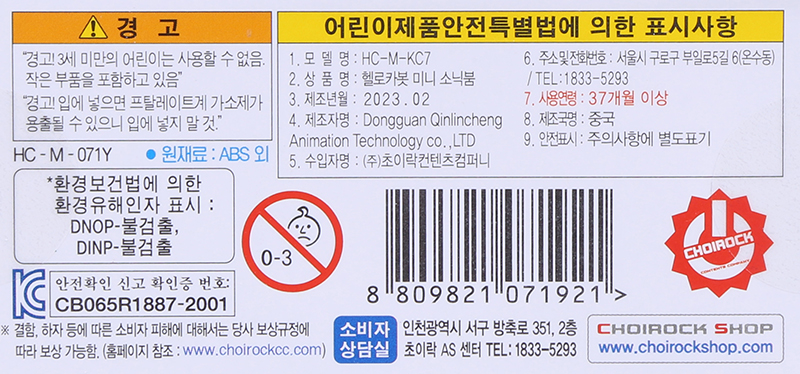 경 고
"경고! 3세 미만의 어린이는 사용할 수 없음.
작은 부품을 포함하고 있음"
"경고! 입에 넣으면 프탈레이트계 가소제가
용출될 수 있으니 입에 넣지 말 것."
HC - M - 071Y
● 원재료 : ABS 외
*환경보건법에 의한
환경유해인자 표시 :
DNOP-불검출,
DINP-불검출
어린이제품안전특별법에 의한 표시사항
1. 모 델 명 : HC-M-KC7
2. 상 품 명 : 헬로카봇 미니 소닉붐
3. 제조년월 : 2023. 02
4. 제조자명 : Dongguan Qinlincheng
Animation Technology co.,LTD
5. 수입자명 : (주)초이락컨텐츠컴퍼니
6. 주소및전화번호 : 서울시 구로구 부일로5길 6(온수동)
/ TEL:1833-5293
7. 사용연령 : 37개월 이상
8. 제조국명 : 중국
9. 안전표시 : 주의사항에 별도표기
0-3
8 809821 071921 >
CHOIROCK
CONTENTS COMPANY
KC
안전확인 신고 확인증 번호:
CB065R1887-2001
※ 결함, 하자 등에 따른 소비자 피해에 대해서는 당사 보상규정에
따라 보상 가능함. (홈페이지 참조 : www.choirockcc.com)
소비자
상담실
인천광역시 서구 방축로 351, 2층
초이락 AS 센터 TEL: 1833-5293
CHOIROCK SHOP
www.choirockshop.com